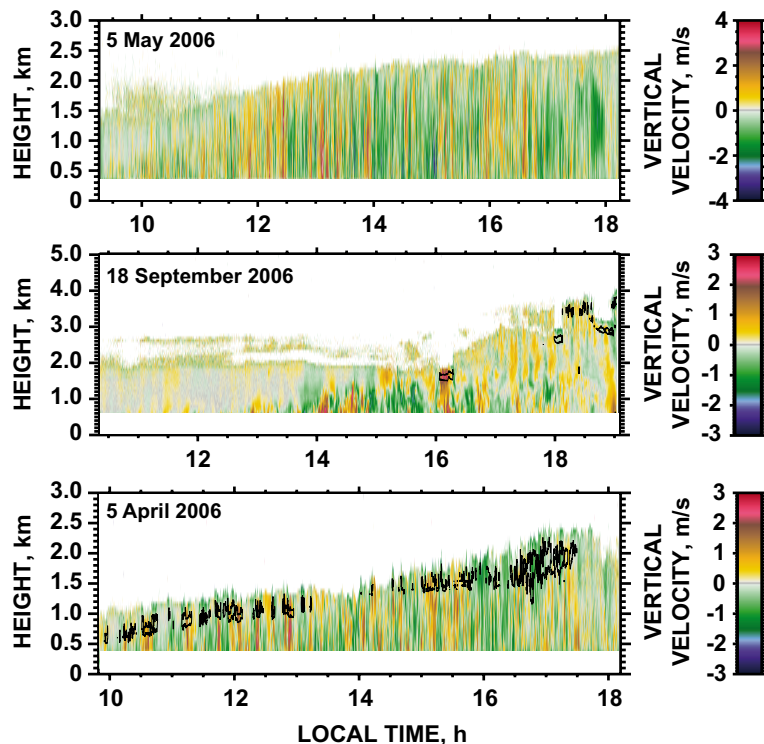 5 May 2006
HEIGHT, km
3.0
2.5
2.0
1.5
1.0
0.5
0
10 12 14 16 18
VERTICAL
VELOCITY, m/s
4
2
0
-2
-4
18 September 2006
HEIGHT, km
5.0
4.0
3.0
2.0
1.0
0
12 14 16 18
VERTICAL
VELOCITY, m/s
3
2
1
0
-1
-2
-3
5 April 2006
HEIGHT, km
3.0
2.5
2.0
1.5
1.0
0.5
0
10 12 14 16 18
VERTICAL
VELOCITY, m/s
3
2
1
0
-1
-2
-3
LOCAL TIME, h